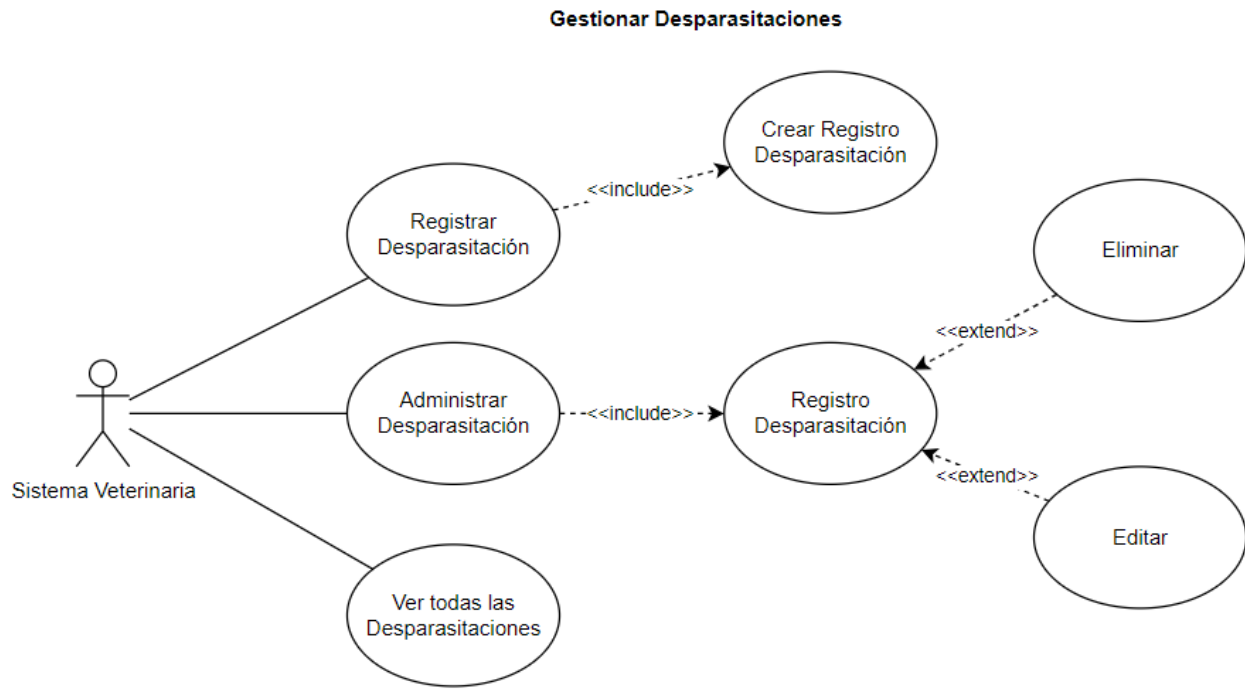 Gestionar Desparasitaciones
Crear Registro
Desparasitación
<<include>>
Registrar
Desparasitación
Eliminar
<<extend>>
Administrar
Desparasitación
<<include>>
Registro
Desparasitación
<<extend>>
Sistema Veterinaria
Editar
Ver todas las
Desparasitaciones